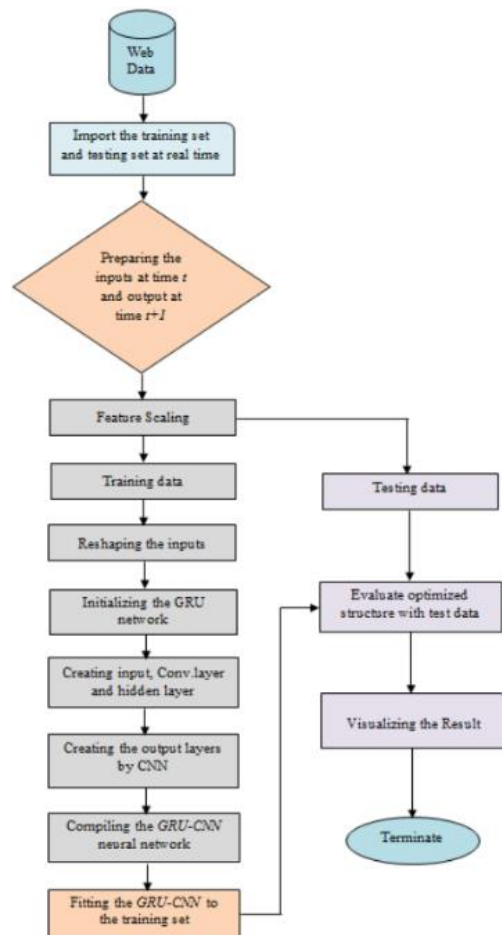 Web
Data
Import the training set
and testing set at real time
Preparing the
inputs at time t
and output at
time t+1
Feature Scaling
Training data
Reshaping the inputs
Initializing the GRU
network
Creating input, Conv.layer
and hidden layer
Creating the output layers
by CNN
Compiling the GRU-CNN
neural network
Fitting the GRU-CNN to
the training set
Testing data
Evaluate optimized
structure with test data
Visualizing the Result
Terminate